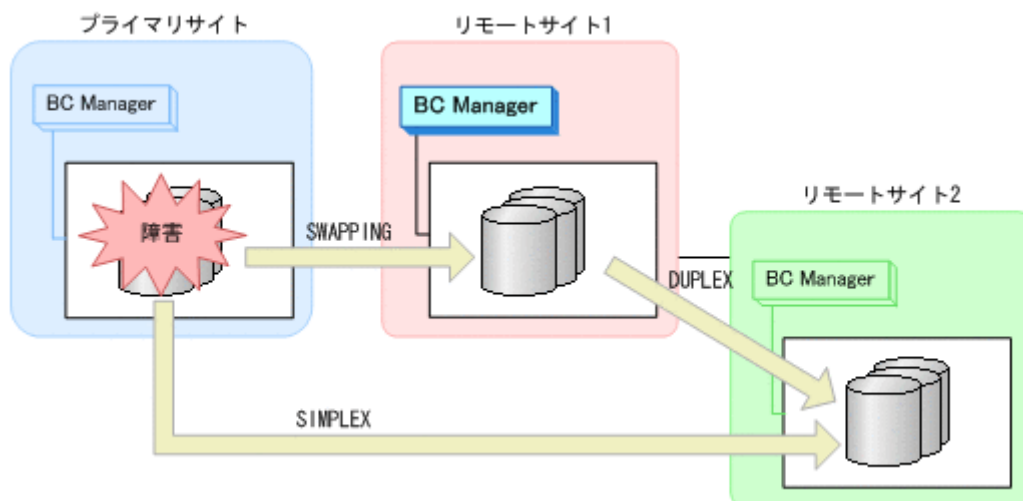 プライマリサイト
リモートサイト1
BC Manager
BC Manager
リモートサイト2
障害
SWAPPING
DUPLEX
BC Manager
SIMPLEX